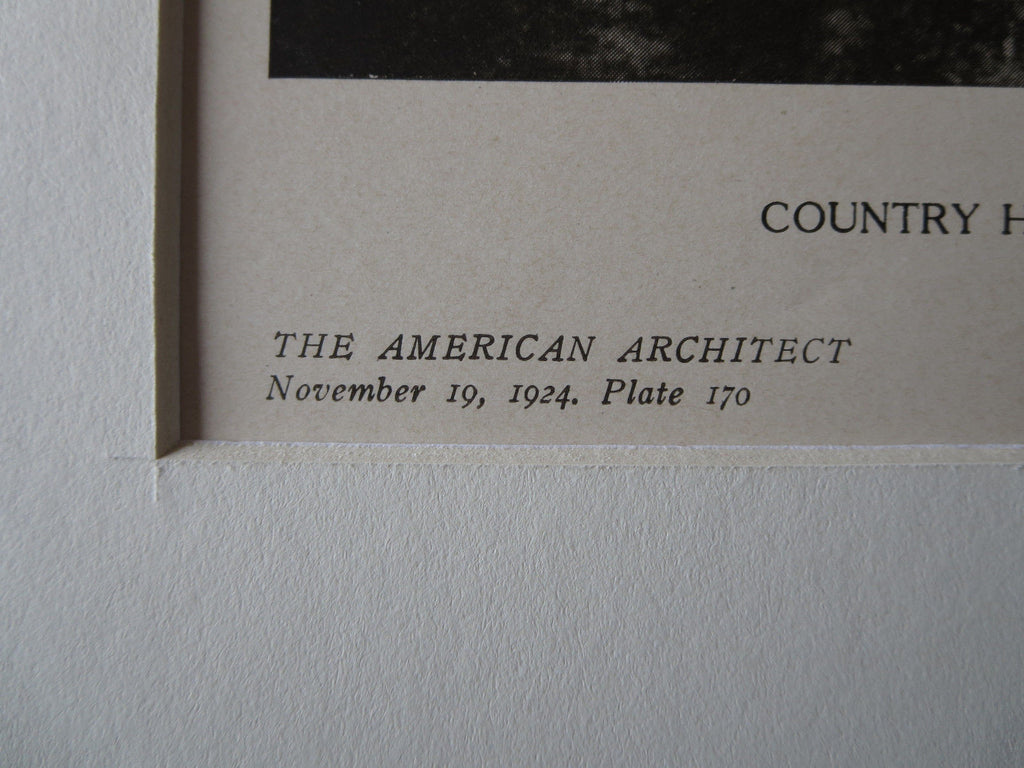 COUNTRY H
THE AMERICAN ARCHITECT
November 19, 1924. Plate 170